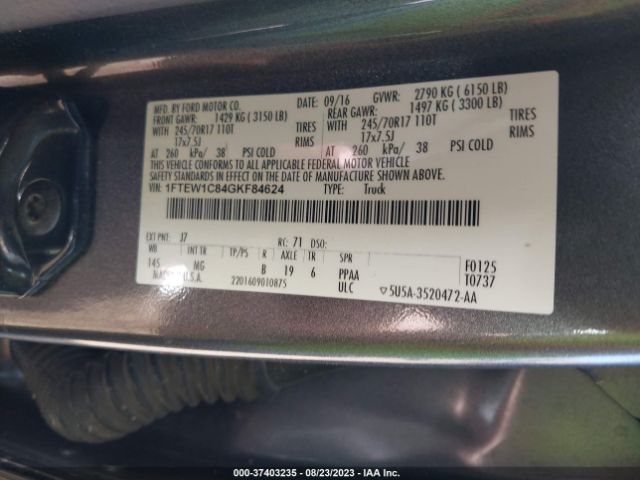 MFD. BY FORD MOTOR CO.
09/16 GVWR: 2790 KG ( 6150 LB)
FRONT GAWR: 1429 KG ( 3150 LB) REAR GAWR: 1497 KG ( 3300 LB)
WITH 245/70R17 110T TIRES WITH 245/70R17 110T TIRES
17x7.5J RIMS 17x7.5J RIMS
AT 260 kPa/ 38 PSI COLD AT 260 kPa/ 38 PSI COLD
THIS VEHICLE CONFORMS TO ALL APPLICABLE FEDERAL MOTOR VEHICLE
SAFETY STANDARDS IN EFFECT ON THE DATE OF MANUFACTURE SHOWN ABOVE.
VIN: 1FTEW1C84GKF84624 TYPE: Truck
EXT PNT: J7 RC: 71 DSO:
WB INT TR TP/PS R AXLE TR SPR
145 MG B 19 6 PPAA F0125
MADE IN U.S.A. 2201609010875 ULC T0737
▽5U5A-3520472-AA
000-37403235 - 08/23/2023 - IAA Inc.